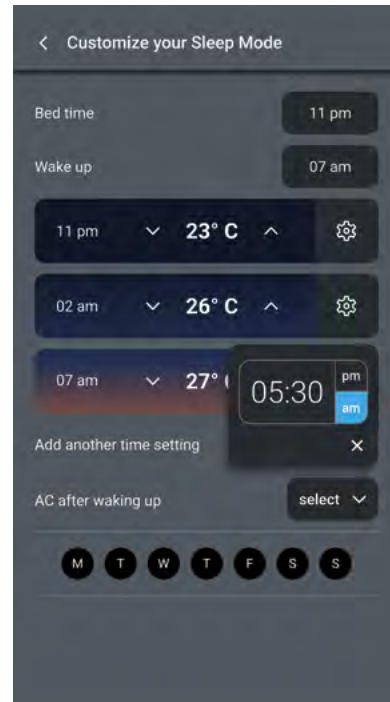 Customize your Sleep Mode
Bed time 11 pm
Wake up 07 am
11 pm 23° C
02 am 26° C
07 am 27°
05:30 pm am
Add another time setting
AC after waking up select
M T W T F S S